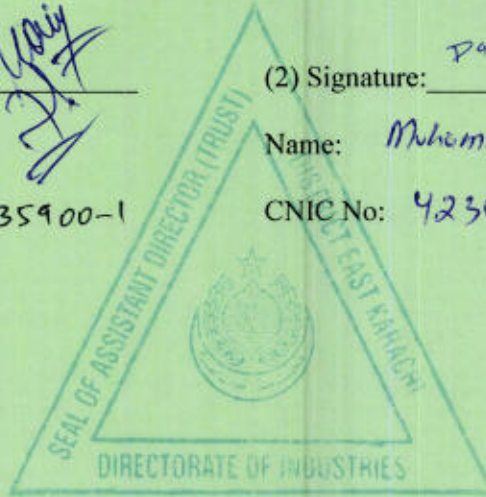 (2) Signature:
Name:
35900-1
CNIC No: 423
SEAL OF ASSISTANT DIRECTOR (TRUST)
DISTRICT EAST KARACHI
DIRECTORATE OF INDUSTRIES